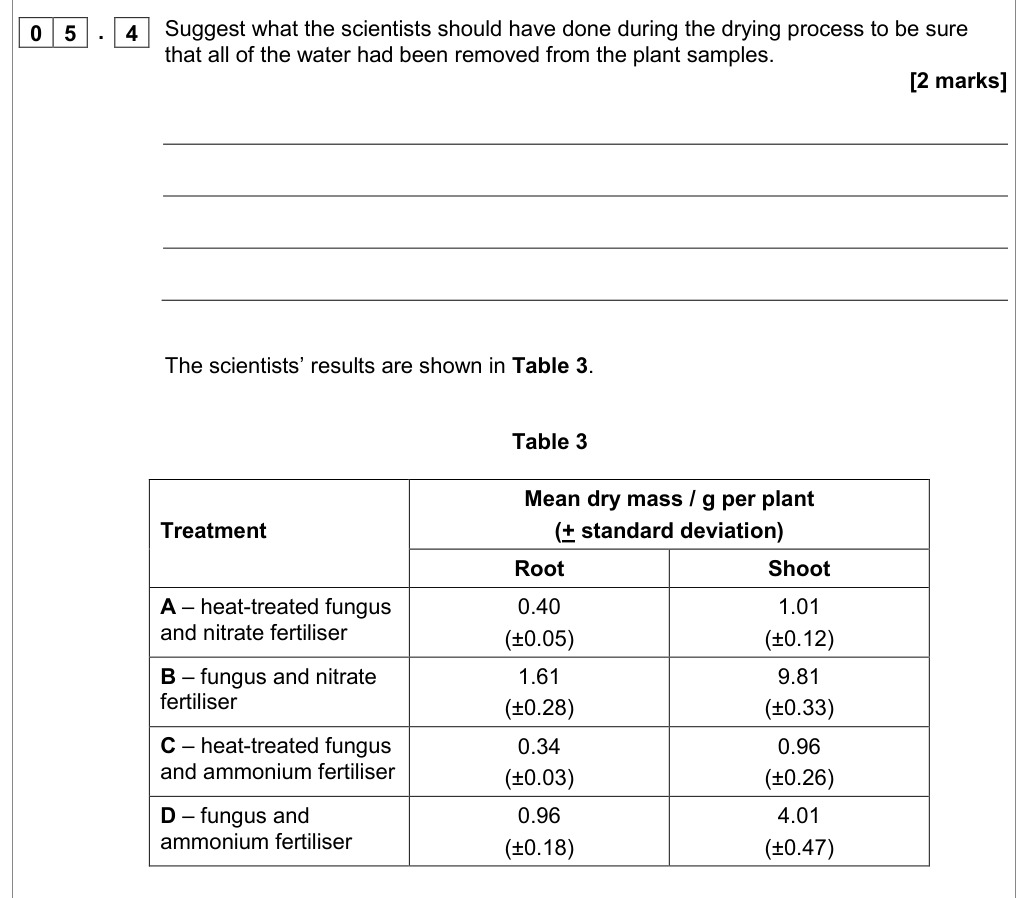 0 5 . 4 Suggest what the scientists should have done during the drying process to be sure
that all of the water had been removed from the plant samples.
[2 marks]
The scientists’ results are shown in Table 3.
Table 3
Treatment
Mean dry mass / g per plant
(± standard deviation)
Root Shoot
A – heat-treated fungus
and nitrate fertiliser
0.40 1.01
(±0.05) (±0.12)
B – fungus and nitrate
fertiliser
1.61 9.81
(±0.28) (±0.33)
C – heat-treated fungus
and ammonium fertiliser
0.34 0.96
(±0.03) (±0.26)
D – fungus and
ammonium fertiliser
0.96 4.01
(±0.18) (±0.47)